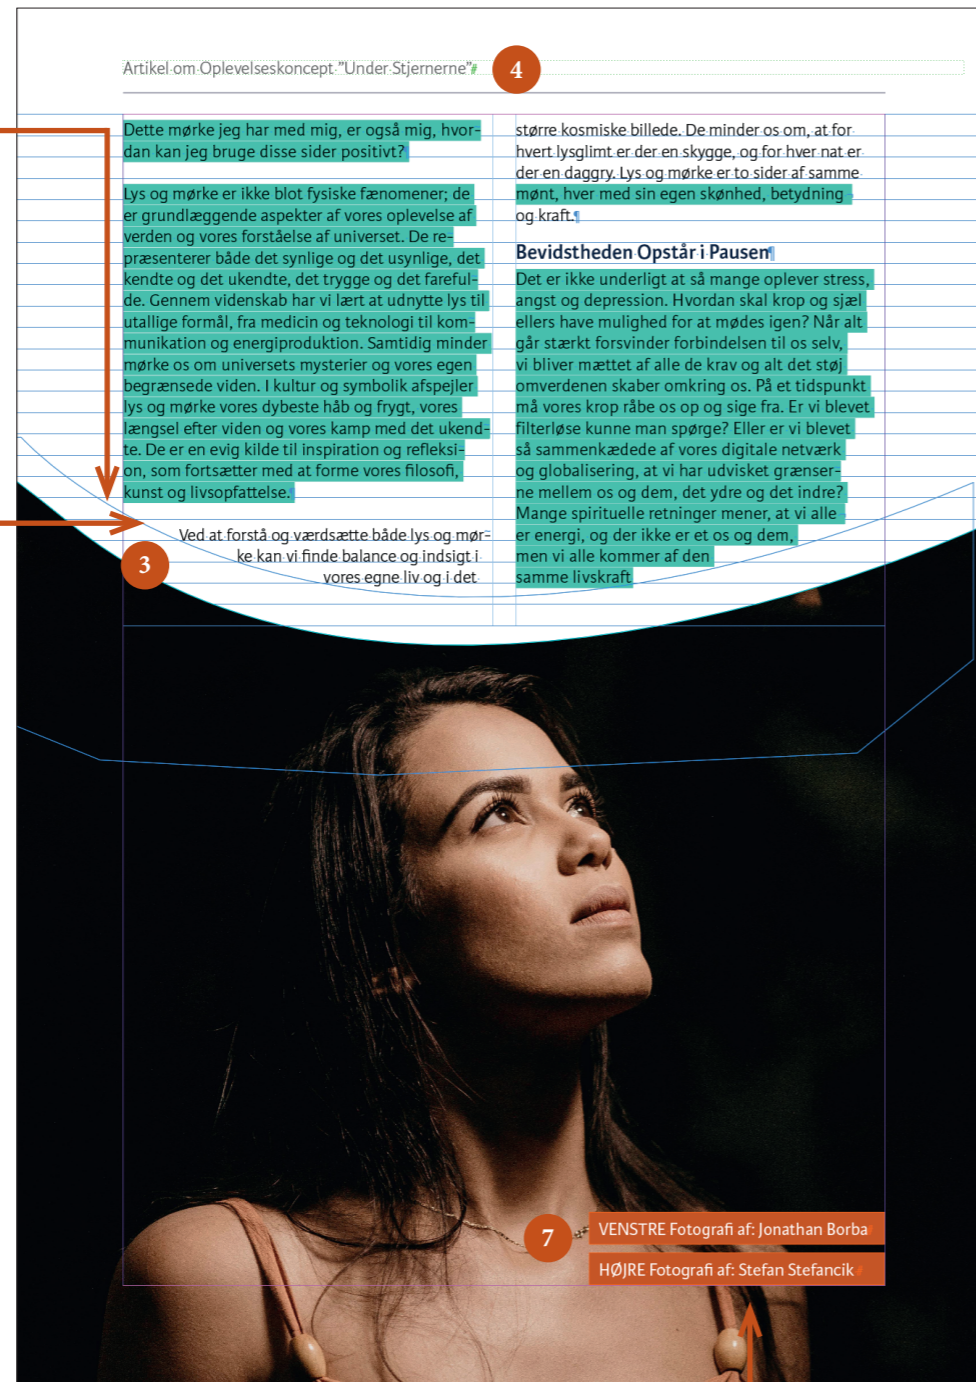 Artikel om Oplevelseskoncept "Under Stjernerne"#
4
Dette mørke jeg har med mig, er også mig, hvor-
dan kan jeg bruge disse sider positivt?¶
Lys og mørke er ikke blot fysiske fænomener; de
er grundlæggende aspekter af vores oplevelse af
verden og vores forståelse af universet. De re-
præsenterer både det synlige og det usynlige, det
kendte og det ukendte, det trygge og det fareful-
de. Gennem videnskab har vi lært at udnytte lys til
utallige formål, fra medicin og teknologi til kom-
munikation og energiproduktion. Samtidig minder
mørke os om universets mysterier og vores egen
begrænsede viden. I kultur og symbolik afspejler
lys og mørke vores dybeste håb og frygt, vores
længsel efter viden og vores kamp med det ukend-
te. De er en evig kilde til inspiration og refleksi-
on, som fortsætter med at forme vores filosofi,
kunst og livsopfattelse.¶
Ved at forstå og værdsætte både lys og mør-
ke kan vi finde balance og indsigt i
vores egne liv og i det
3
større kosmiske billede. De minder os om, at for
hvert lysglimt er der en skygge, og for hver nat er
der en daggry. Lys og mørke er to sider af samme
mønt, hver med sin egen skønhed, betydning
og kraft.¶
Bevidstheden Opstår i Pausen¶
Det er ikke underligt at så mange oplever stress,
angst og depression. Hvordan skal krop og sjæl
ellers have mulighed for at mødes igen? Når alt
går stærkt forsvinder forbindelsen til os selv,
vi bliver mættet af alle de krav og alt det støj
omverdenen skaber omkring os. På et tidspunkt
må vores krop råbe os op og sige fra. Er vi blevet
filterløse kunne man spørge? Eller er vi blevet
så sammenkædede af vores digitale netværk
og globalisering, at vi har udvisket grænser-
ne mellem os og dem, det ydre og det indre?
Mange spirituelle retninger mener, at vi alle
er energi, og der ikke er et os og dem,
men vi alle kommer af den
samme livskraft
7
VENSTRE Fotografi af: Jonathan Borba#
HØJRE Fotografi af: Stefan Stefancik#